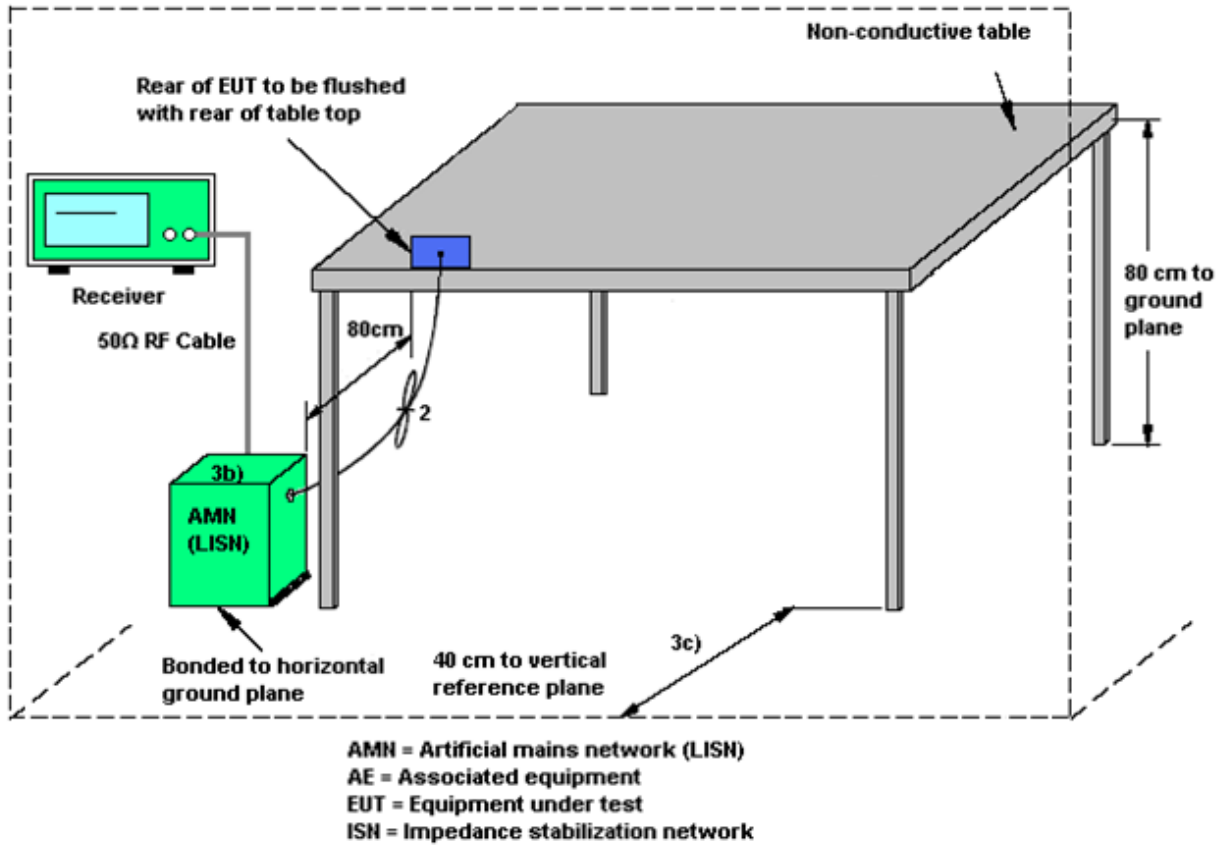 Non-conductive table
Rear of EUT to be flushed
with rear of table top
Receiver
50Ω RF Cable
80cm
80 cm to
ground
plane
2
3b)
AMN
(LISN)
3c)
Bonded to horizontal
ground plane
40 cm to vertical
reference plane
AMN = Artificial mains network (LISN)
AE = Associated equipment
EUT = Equipment under test
ISN = Impedance stabilization network